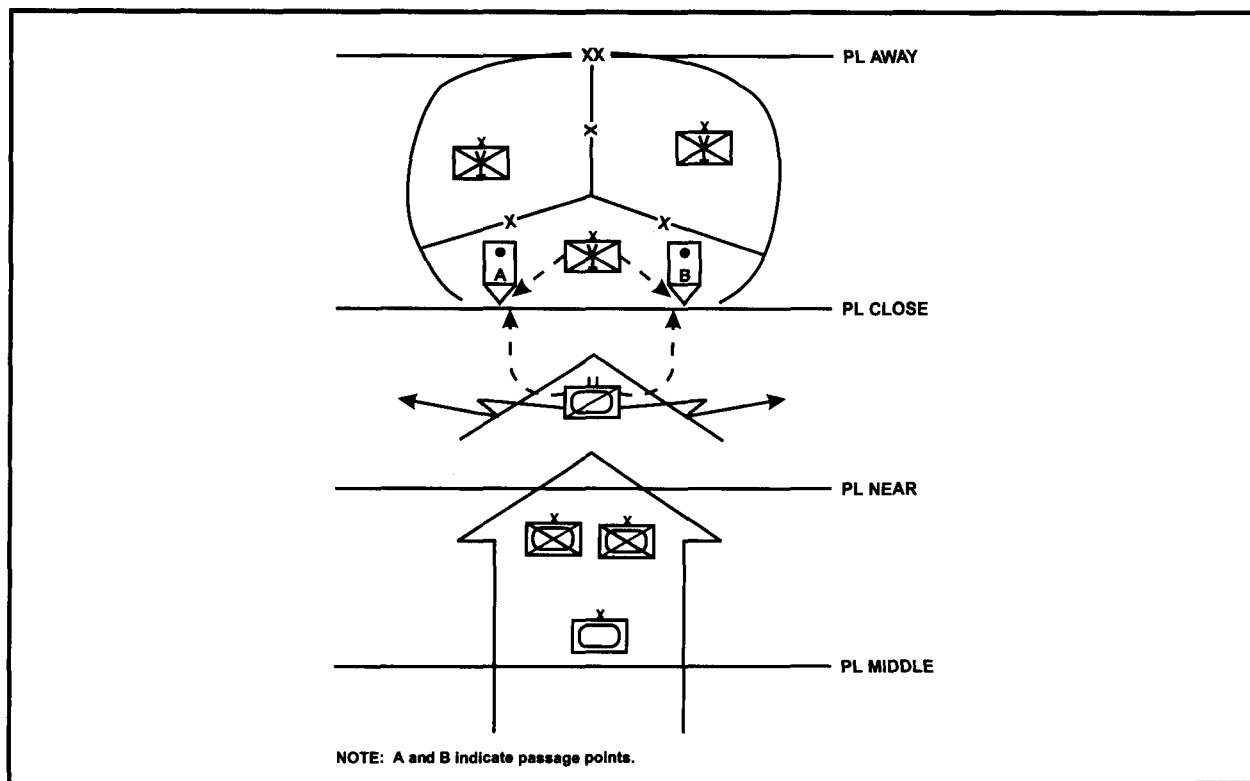 XX
PL AWAY
X
X
X
X
X
X
A
B
PL CLOSE
II
PL NEAR
X
X
X
PL MIDDLE
NOTE: A and B indicate passage points.